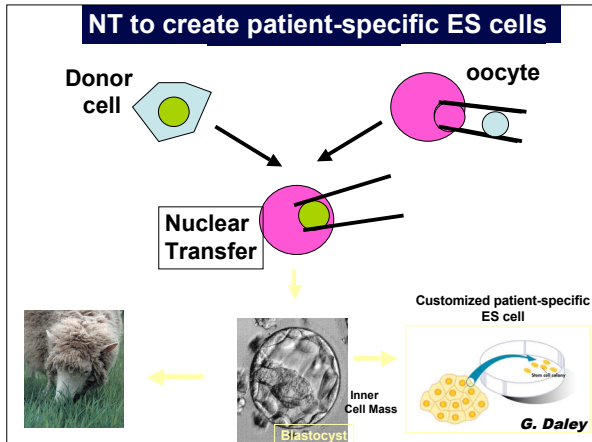 NT to create patient-specific ES cells
Donor
cell
oocyte
Nuclear
Transfer
Customized patient-specific
ES cell
Inner
Cell Mass
Blastocyst
Stem cell colony
G. Daley